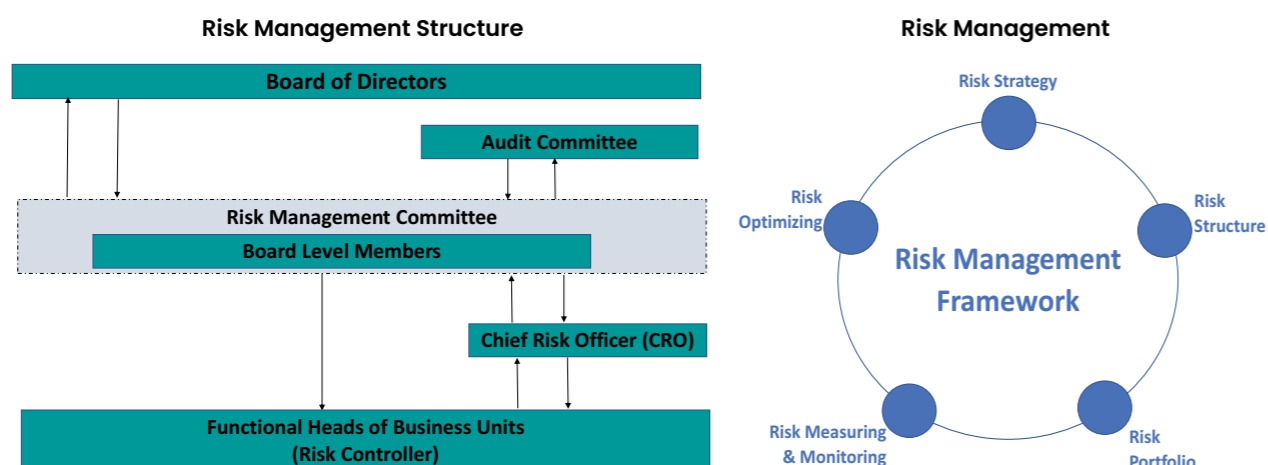 Risk Management Structure
Board of Directors
Audit Committee
Risk Management Committee
Board Level Members
Chief Risk Officer (CRO)
Functional Heads of Business Units
(Risk Controller)
Risk Management
Risk Strategy
Risk
Optimizing
Risk
Structure
Risk Management
Framework
Risk Measuring
& Monitoring
Risk
Portfolio